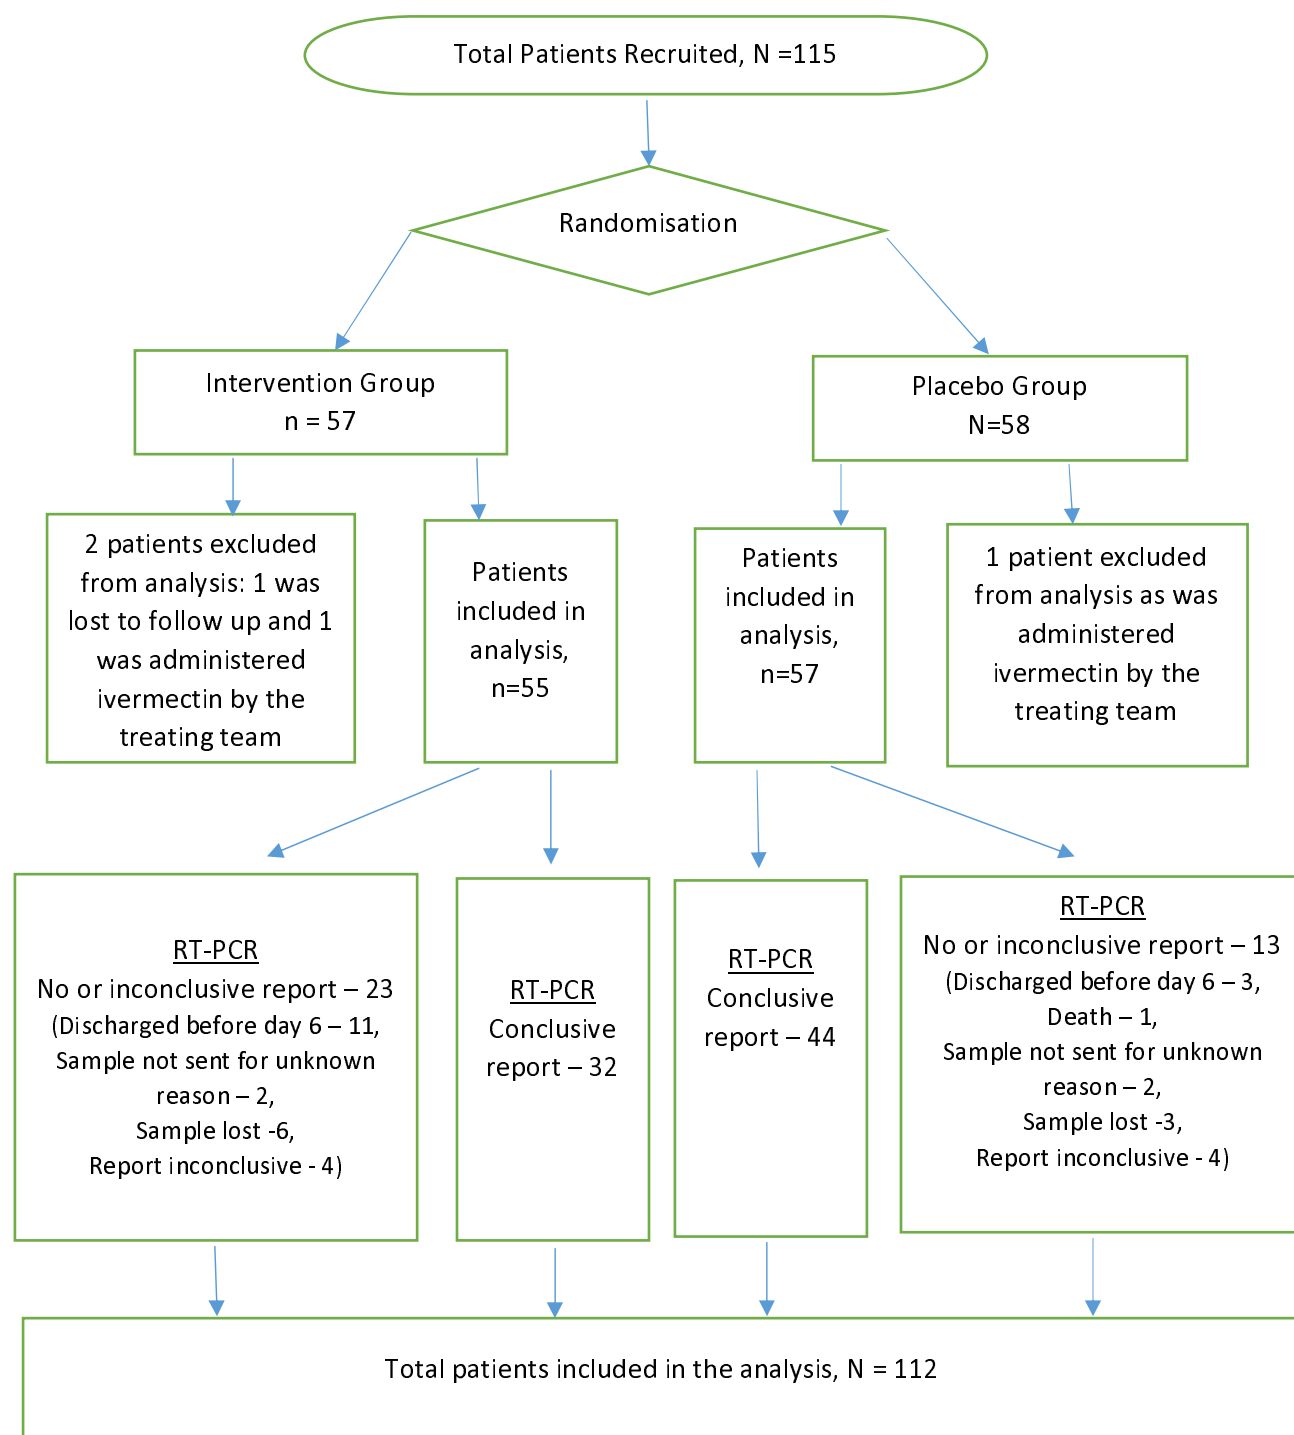 Total Patients Recruited, N =115
Randomisation
Intervention Group
n = 57
Placebo Group
N=58
2 patients excluded
from analysis: 1 was
lost to follow up and 1
was administered
ivermectin by the
treating team
Patients
included in
analysis,
n=55
Patients
included in
analysis,
n=57
1 patient excluded
from analysis as was
administered
ivermectin by the
treating team
RT-PCR
No or inconclusive report – 23
(Discharged before day 6 – 11,
Sample not sent for unknown
reason – 2,
Sample lost -6,
Report inconclusive - 4)
RT-PCR
Conclusive
report – 32
RT-PCR
Conclusive
report – 44
RT-PCR
No or inconclusive report – 13
(Discharged before day 6 – 3,
Death – 1,
Sample not sent for unknown
reason – 2,
Sample lost -3,
Report inconclusive - 4)
Total patients included in the analysis, N = 112